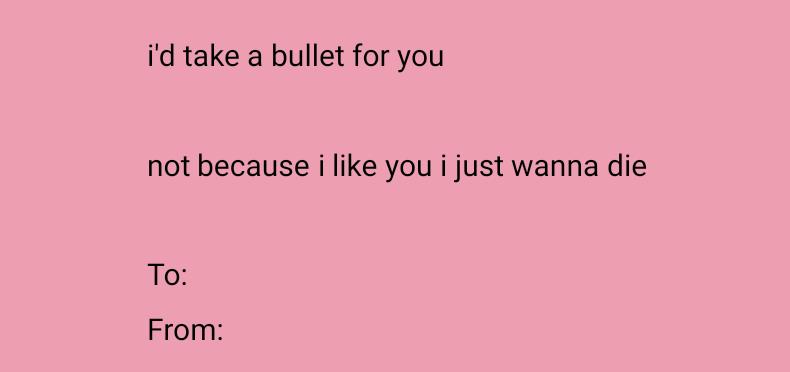 i'd take a bullet for you
not because i like you i just wanna die
To:
From: